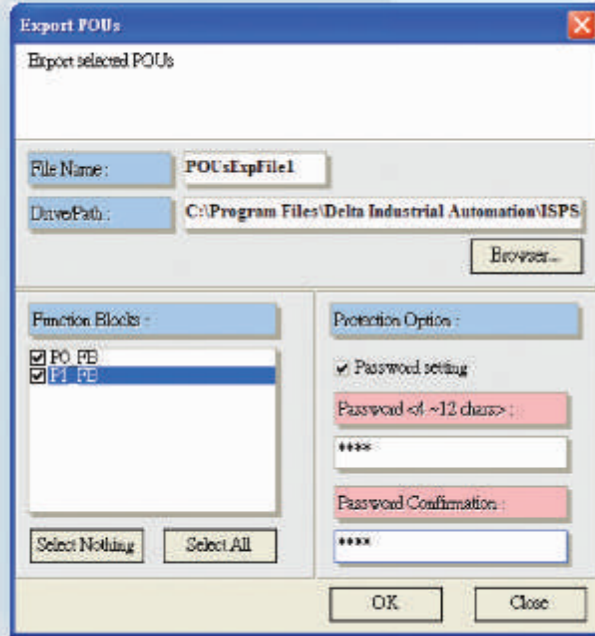 Export POUs
Export selected POUs
File Name :
POUsExpFile1
Drive/Path :
C:\Program Files\Delta Industrial Automation\ISPS
Browser...
Function Blocks :
P0_FB
P1_FB
Select Nothing
Select All
Protection Option :
Password setting
Password <4 ~12 chars> :
****
Password Confirmation :
****
OK
Close